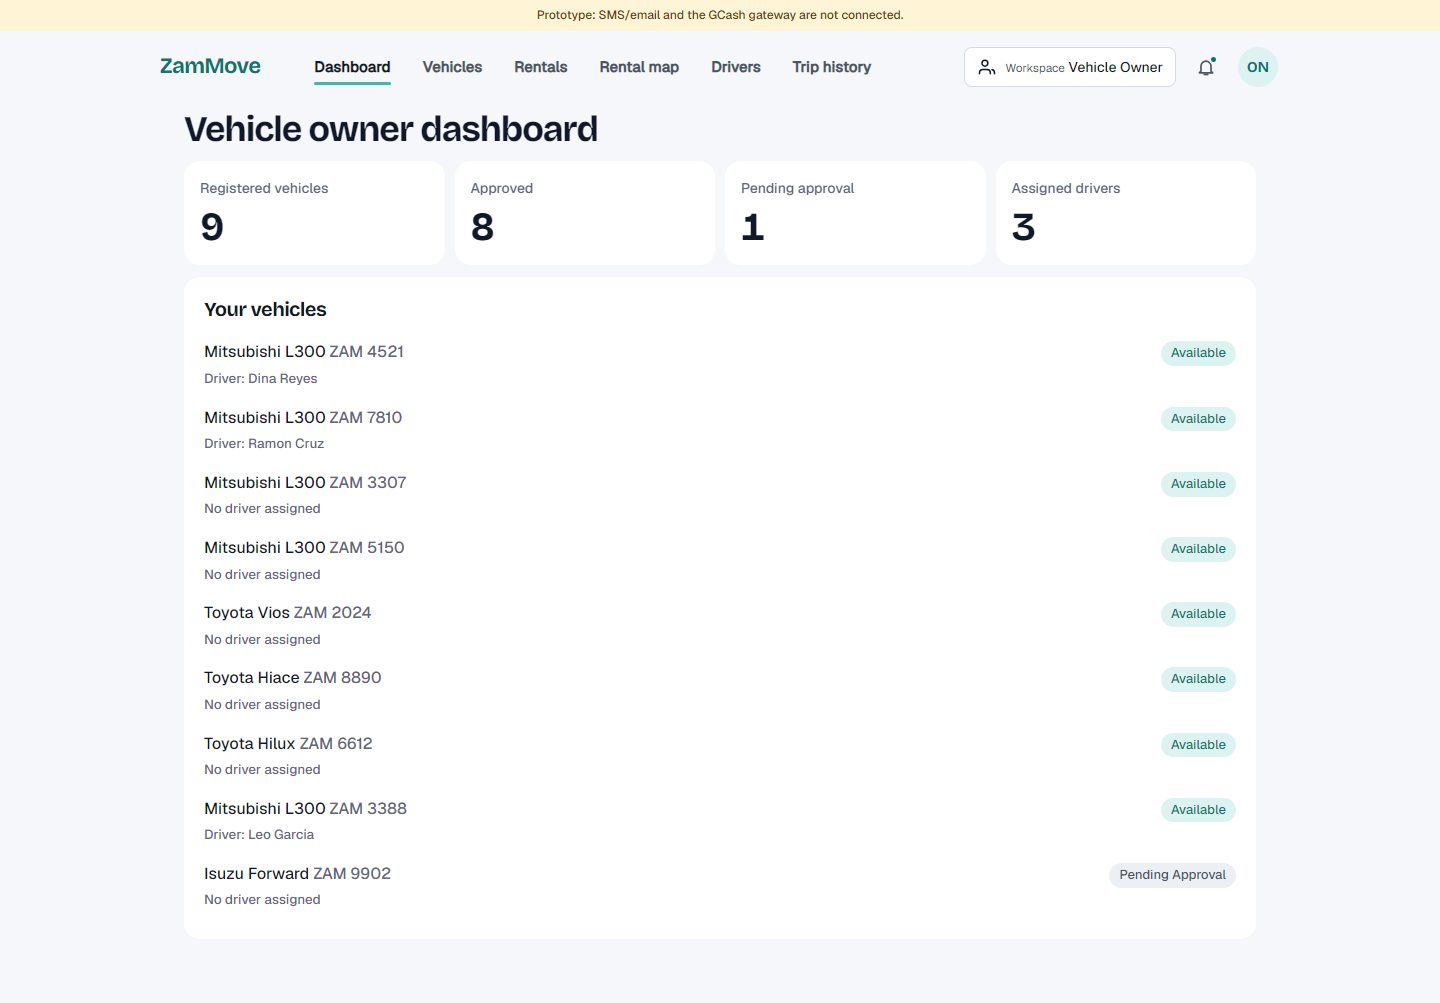 Prototype: SMS/email and the GCash gateway are not connected.
ZamMove Dashboard Vehicles Rentals Rental map Drivers Trip history Workspace Vehicle Owner ON
Vehicle owner dashboard
Registered vehicles Approved Pending approval Assigned drivers
9 8 1 3
Your vehicles
Mitsubishi L300 ZAM 4521 Available
Driver: Dina Reyes
Mitsubishi L300 ZAM 7810 Available
Driver: Ramon Cruz
Mitsubishi L300 ZAM 3307 Available
No driver assigned
Mitsubishi L300 ZAM 5150 Available
No driver assigned
Toyota Vios ZAM 2024 Available
No driver assigned
Toyota Hiace ZAM 8890 Available
No driver assigned
Toyota Hilux ZAM 6612 Available
No driver assigned
Mitsubishi L300 ZAM 3388 Available
Driver: Leo Garcia
Isuzu Forward ZAM 9902 Pending Approval
No driver assigned